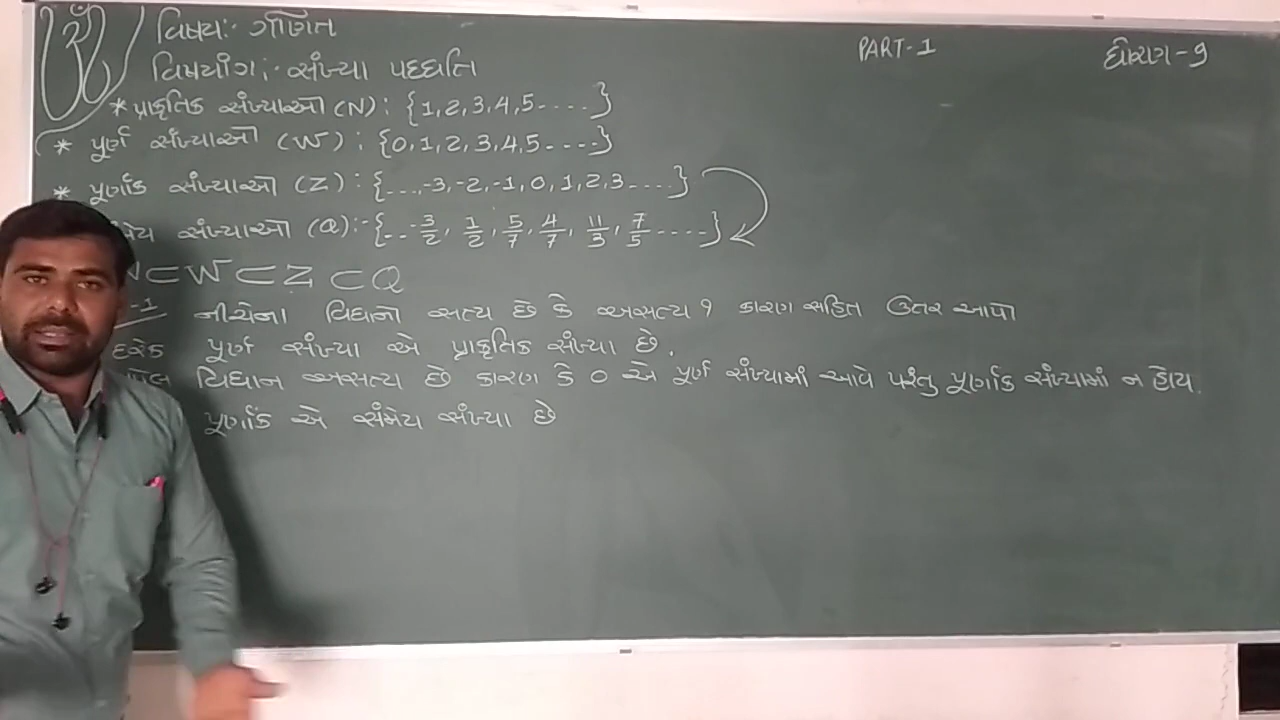 ૐ વિષય:- ગણિત
PART-1
ધોરણ-9
વિષયાંગ:- સંખ્યા પદ્ધતિ
* પ્રાકૃતિક સંખ્યાઓ (N) : {1,2,3,4,5-....}
* પૂર્ણ સંખ્યાઓ (W) : {0,1,2,3,4,5-....}
* પૂર્ણાંક સંખ્યાઓ (Z) : {...,-3,-2,-1,0,1,2,3....}
સંખ્યાઓ (Q):- {.. -3/2, 1/2, 5/7, 4/7, 11/3, 7/5 ....}
⊂W⊂Z⊂Q
-1 નીચેના વિધાનો સત્ય છે કે અસત્ય ? કારણ સહિત ઉતર આપો
દરેક પૂર્ણ સંખ્યા એ પ્રાકૃતિક સંખ્યા છે.
વિધાન અસત્ય છે કારણ કે 0 એ પૂર્ણ સંખ્યામાં આવે પરંતુ પૂર્ણાક સંખ્યામાં ન હોય.
પૂર્ણાંક એ સંમેય સંખ્યા છે